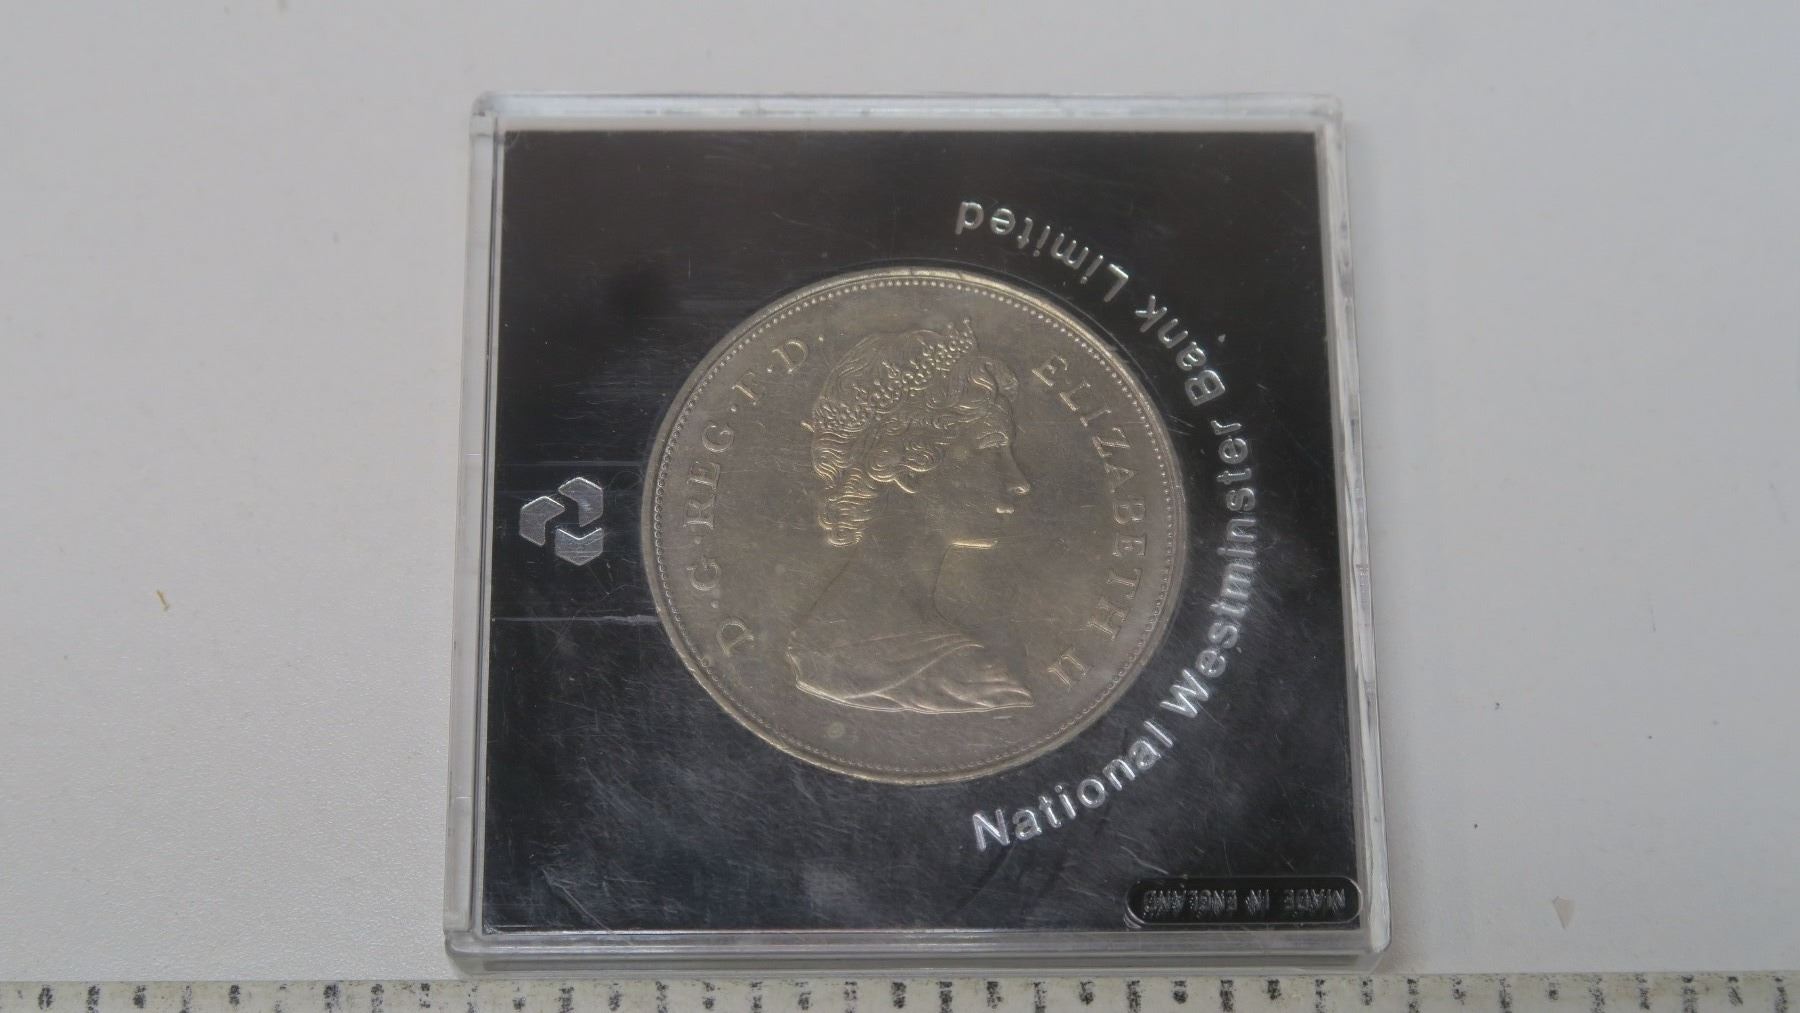 National Westminster Bank Limited
D.G.REG.F.D. ELIZABETH II
MADE IN ENGLAND